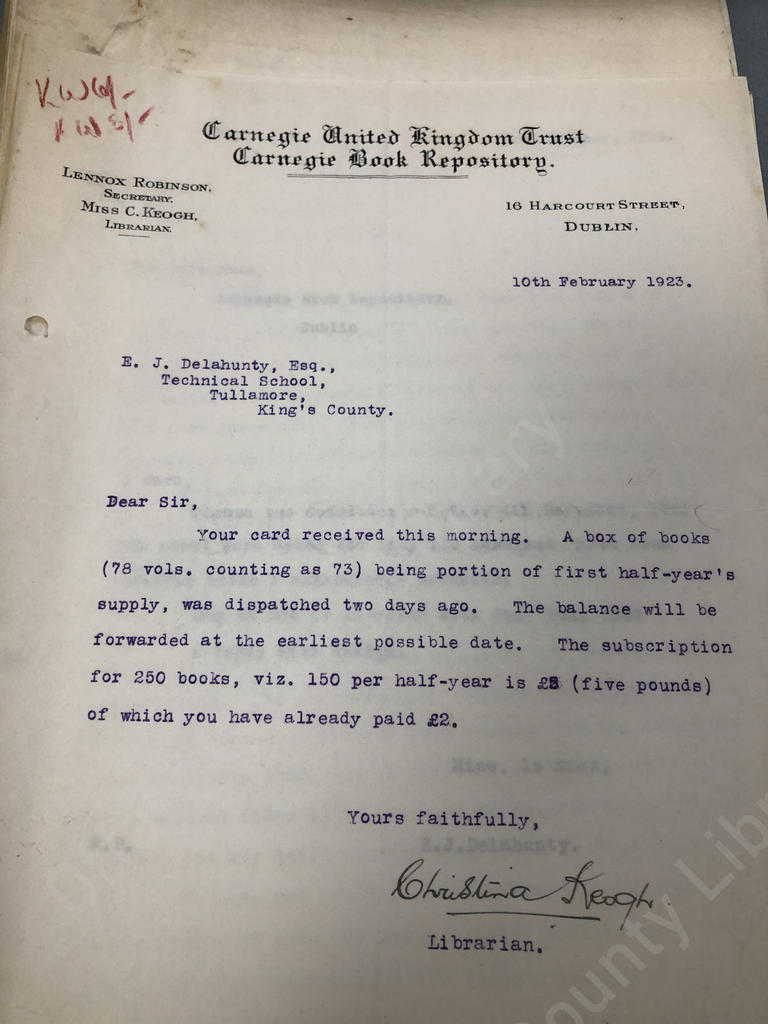 Carnegie United Kingdom Trust
Carnegie Book Repository.
LENNOX ROBINSON,
SECRETARY.
MISS C. KEOGH,
LIBRARIAN.
16 HARCOURT STREET,
DUBLIN.
10th February 1923.
E. J. Delahunty, Esq.,
Technical School,
Tullamore,
King's County.
Dear Sir,
Your card received this morning. A box of books
(78 vols. counting as 73) being portion of first half-year's
supply, was dispatched two days ago. The balance will be
forwarded at the earliest possible date. The subscription
for 250 books, viz. 150 per half-year is £5 (five pounds)
of which you have already paid £2.
Yours faithfully,
Christina Keogh.
Librarian.